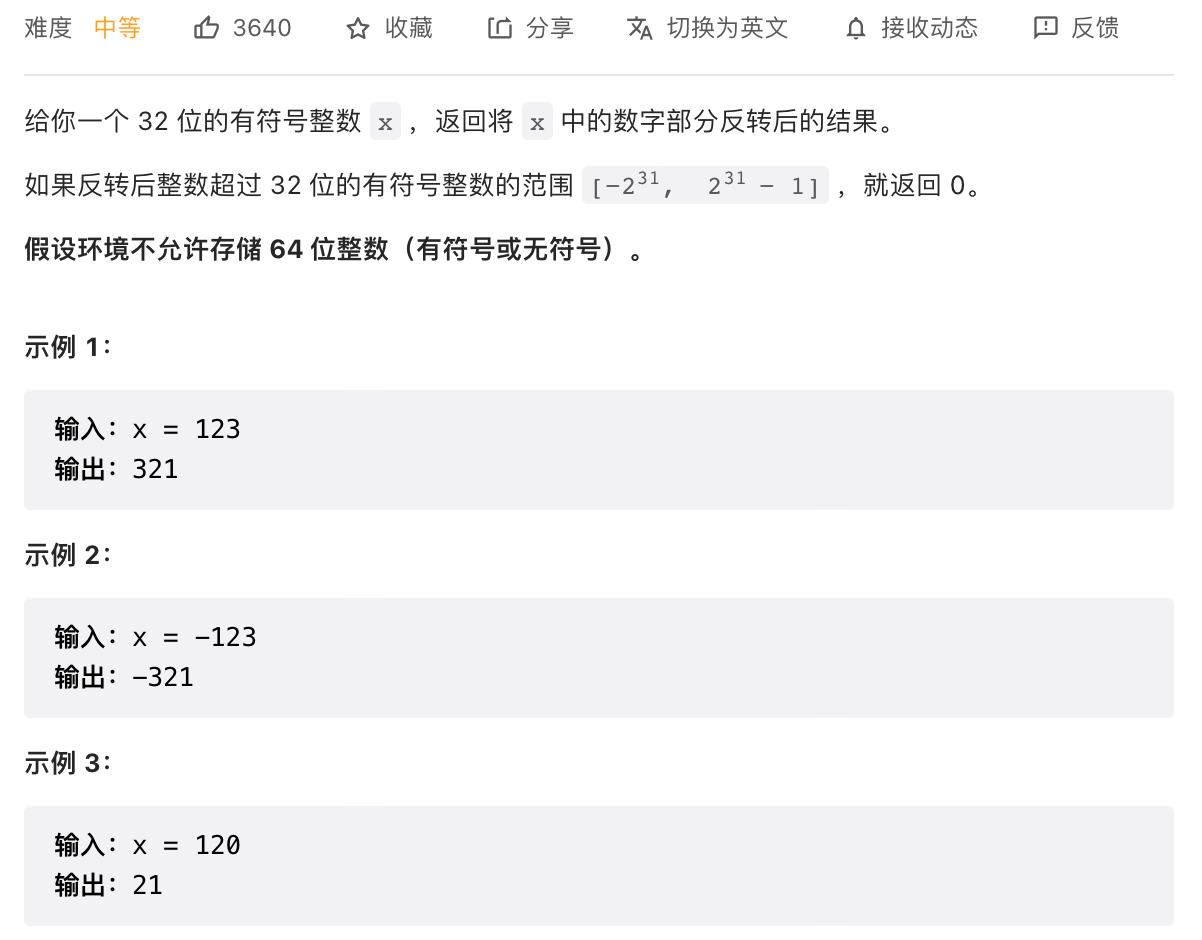 难度 中等 3640 收藏 分享 切换为英文 接收动态 反馈
给你一个 32 位的有符号整数 x ，返回将 x 中的数字部分反转后的结果。
如果反转后整数超过 32 位的有符号整数的范围 [−2³¹, 2³¹ − 1] ，就返回 0。
假设环境不允许存储 64 位整数（有符号或无符号）。
示例 1：
输入：x = 123
输出：321
示例 2：
输入：x = -123
输出：-321
示例 3：
输入：x = 120
输出：21